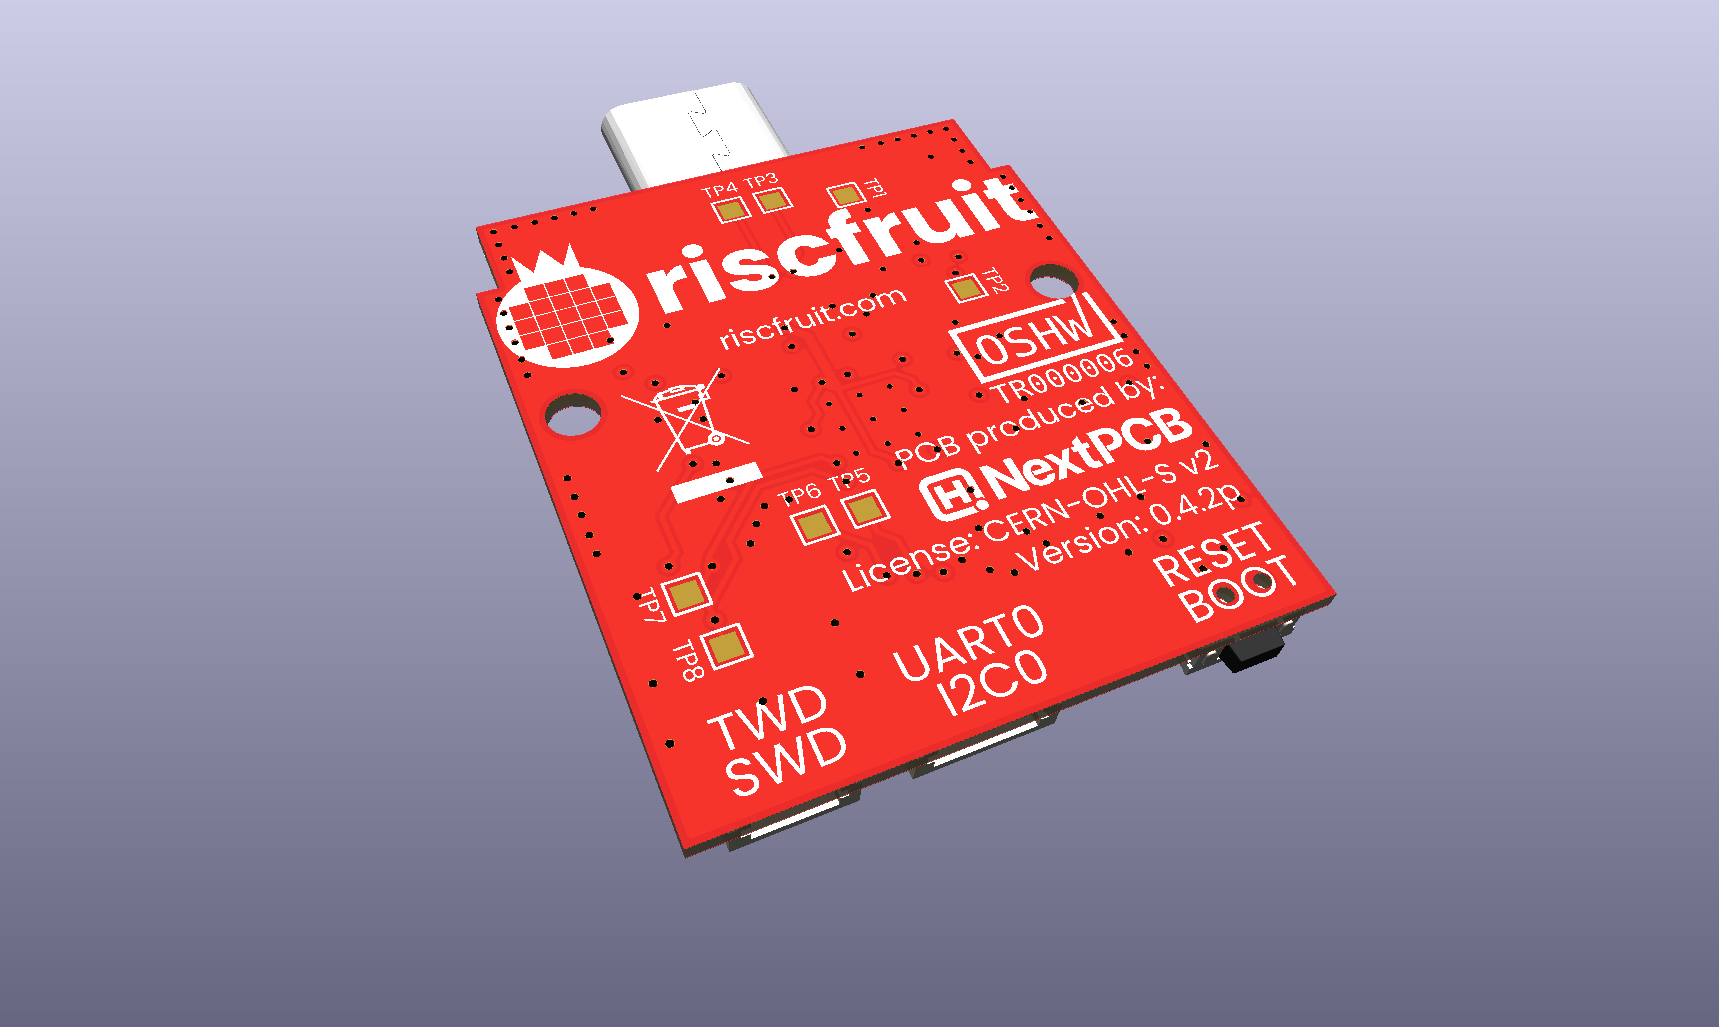 TP4 TP3
TP1
riscfruit
riscfruit.com
TP2
OSHW
TR000006
PCB produced by:
H NextPCB
License: CERN-OHL-S v2
Version: 0.4.2p
TP6 TP5
TP7
TP8
RESET
BOOT
UART0
I2C0
TWD
SWD